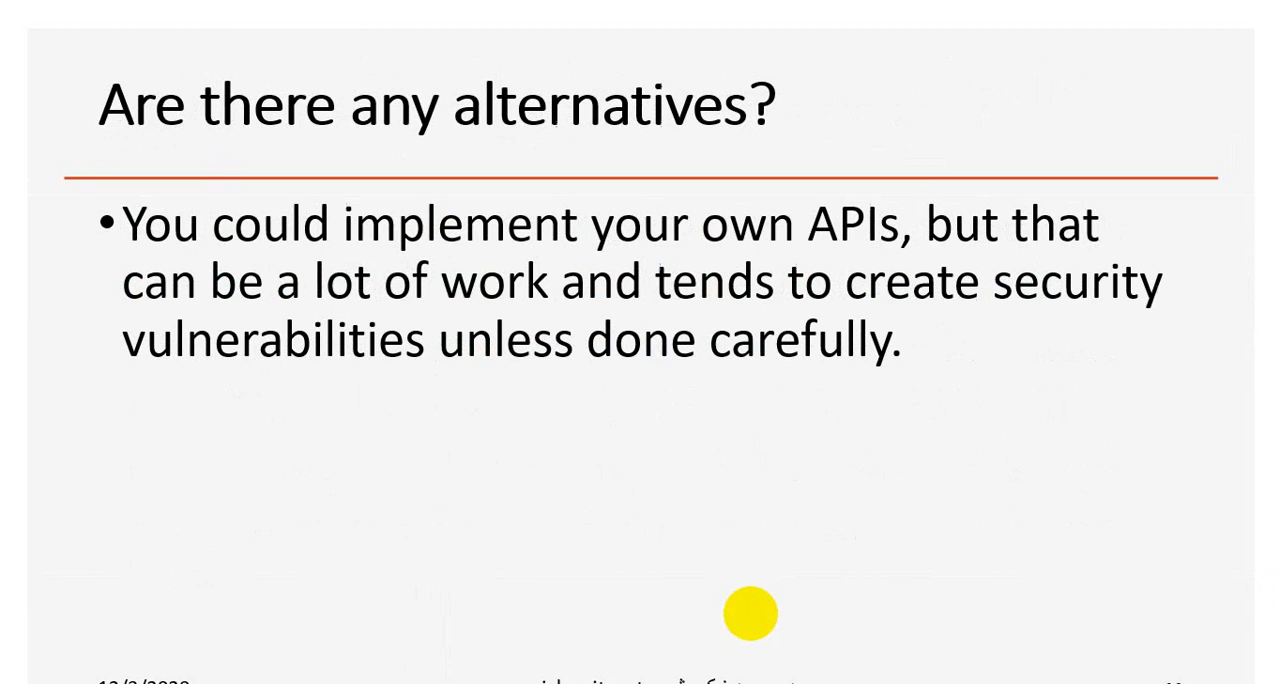 Are there any alternatives?
•You could implement your own APIs, but that
can be a lot of work and tends to create security
vulnerabilities unless done carefully.